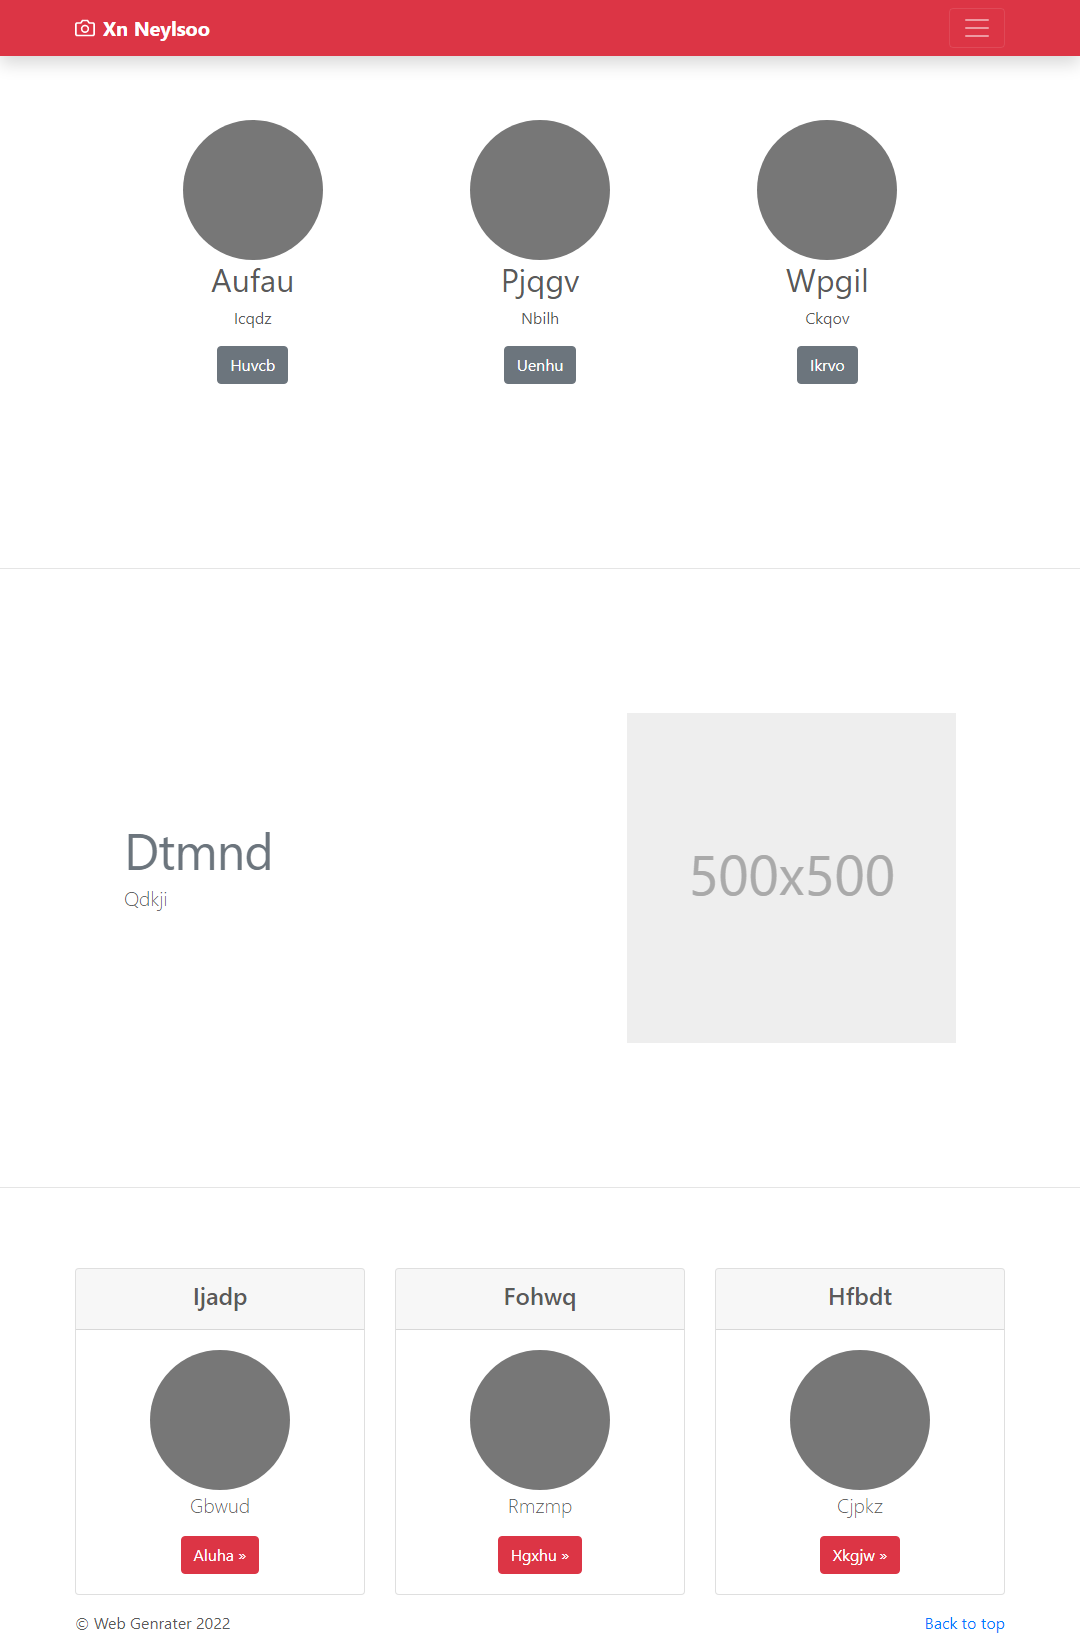 Xn Neylsoo
Aufau
Icqdz
Huvcb
Pjqgv
Nbilh
Uenhu
Wpgil
Ckqov
Ikrvo
Dtmnd
Qdkji
500x500
Ijadp
Gbwud
Aluha »
Fohwq
Rmzmp
Hgxhu »
Hfbdt
Cjpkz
Xkgjw »
© Web Genrater 2022
Back to top